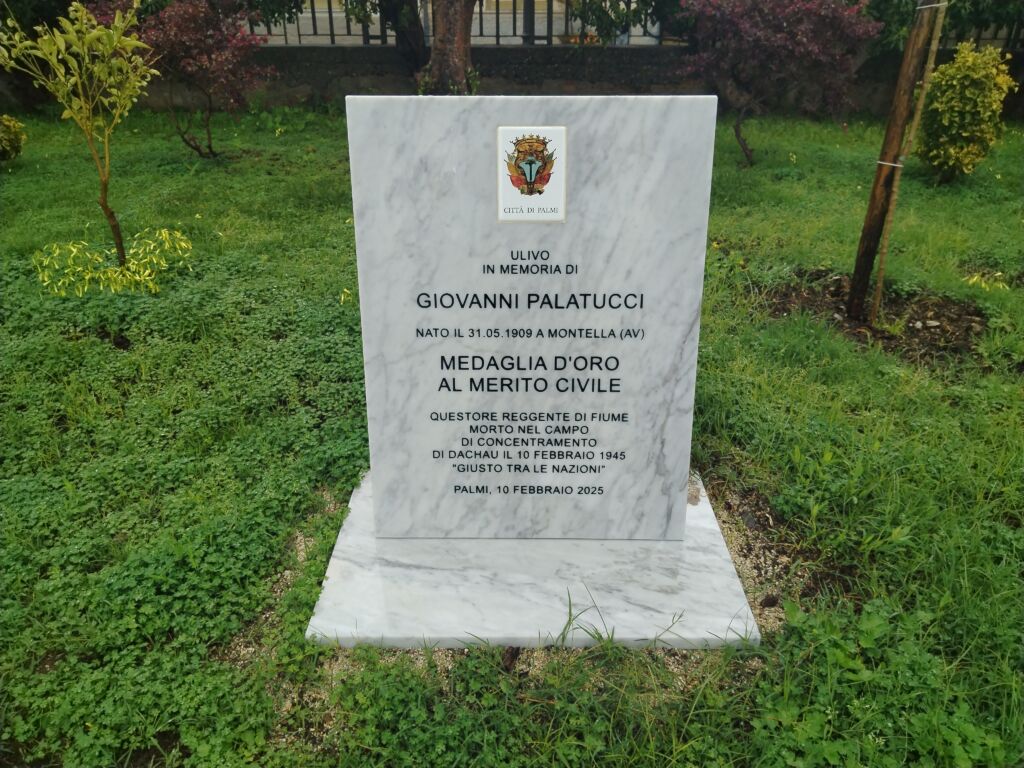 CITTÀ DI PALMI
ULIVO
IN MEMORIA DI
GIOVANNI PALATUCCI
NATO IL 31.05.1909 A MONTELLA (AV)
MEDAGLIA D'ORO
AL MERITO CIVILE
QUESTORE REGGENTE DI FIUME
MORTO NEL CAMPO
DI CONCENTRAMENTO
DI DACHAU IL 10 FEBBRAIO 1945
"GIUSTO TRA LE NAZIONI"
PALMI, 10 FEBBRAIO 2025